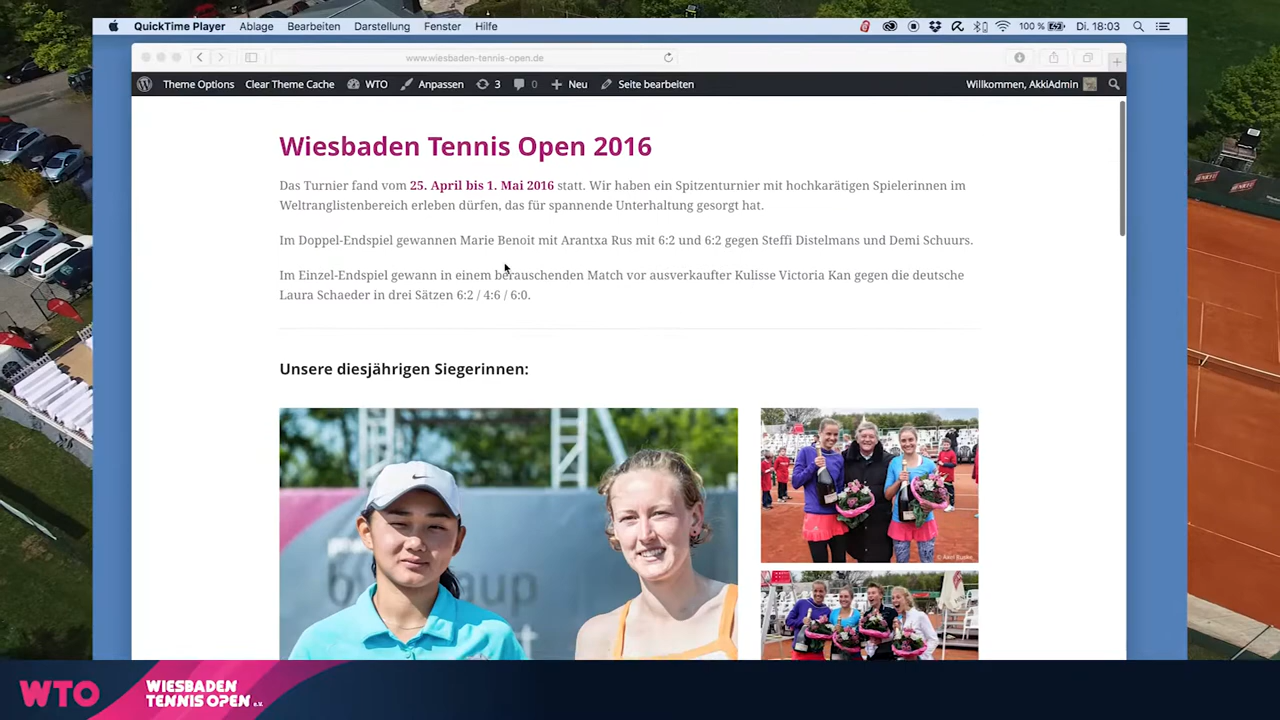 QuickTime Player Ablage Bearbeiten Darstellung Fenster Hilfe 100 % Di. 18:03
www.wiesbaden-tennis-open.de
Theme Options Clear Theme Cache WTO Anpassen 3 0 Neu Seite bearbeiten Willkommen, AkkiAdmin
Wiesbaden Tennis Open 2016
Das Turnier fand vom 25. April bis 1. Mai 2016 statt. Wir haben ein Spitzenturnier mit hochkarätigen Spielerinnen im
Weltranglistenbereich erleben dürfen, das für spannende Unterhaltung gesorgt hat.
Im Doppel-Endspiel gewannen Marie Benoit mit Arantxa Rus mit 6:2 und 6:2 gegen Steffi Distelmans und Demi Schuurs.
Im Einzel-Endspiel gewann in einem berauschenden Match vor ausverkaufter Kulisse Victoria Kan gegen die deutsche
Laura Schaeder in drei Sätzen 6:2 / 4:6 / 6:0.
Unsere diesjährigen Siegerinnen:
WTO WIESBADEN
TENNIS OPEN e.V.